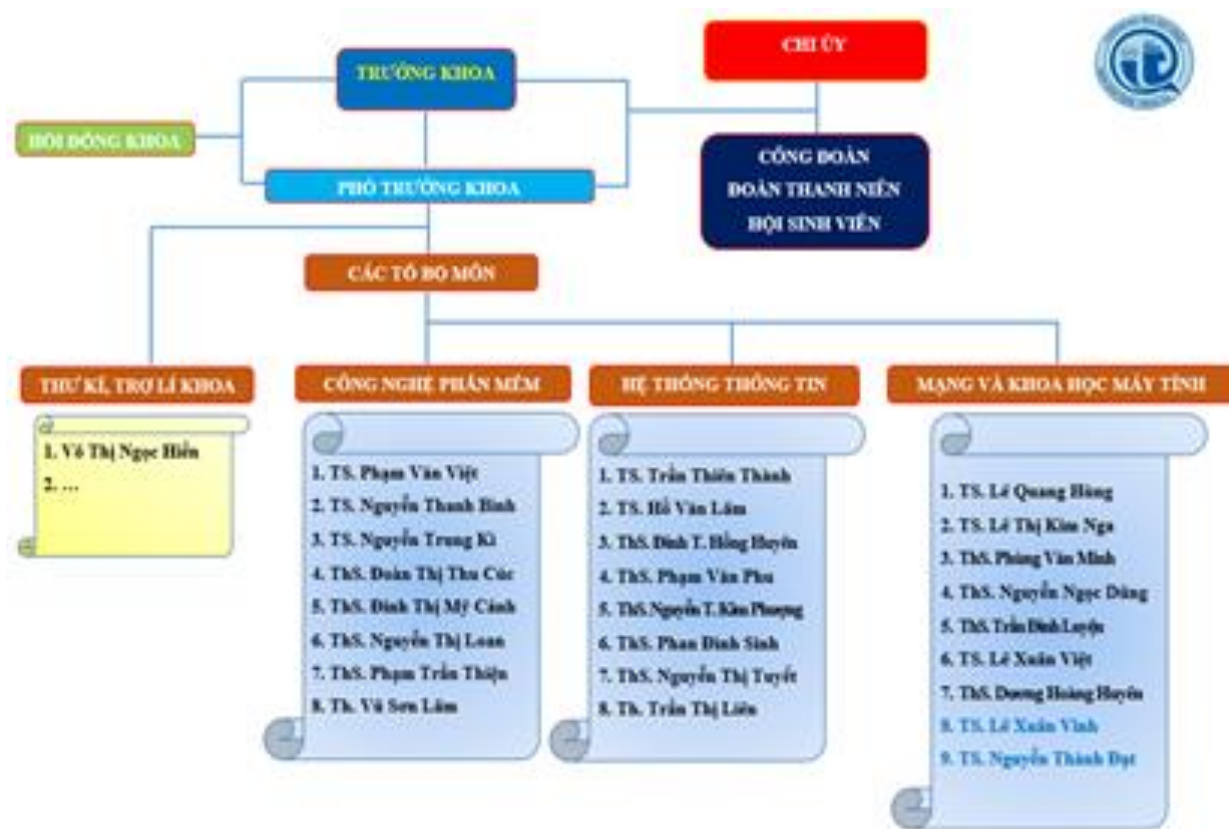 CHI ỦY
TRƯỞNG KHOA
HỘI ĐỒNG KHOA
CÔNG ĐOÀN
ĐOÀN THANH NIÊN
HỘI SINH VIÊN
PHÓ TRƯỞNG KHOA
CÁC TỔ BỘ MÔN
THƯ KÍ, TRỢ LÍ KHOA
1. Võ Thị Ngọc Hiển
2. ...
CÔNG NGHỆ PHẦN MỀM
1. TS. Phạm Văn Việt
2. TS. Nguyễn Thanh Bình
3. TS. Nguyễn Trung Kì
4. ThS. Đoàn Thị Thu Cúc
5. ThS. Đinh Thị Mỹ Cảnh
6. ThS. Nguyễn Thị Loan
7. ThS. Phạm Trần Thiện
8. Th. Vũ Sơn Lâm
HỆ THỐNG THÔNG TIN
1. TS. Trần Thiên Thành
2. TS. Hồ Văn Lâm
3. ThS. Đinh T. Hồng Huyên
4. ThS. Phạm Văn Phu
5. ThS.Nguyễn T. Kim Phượng
6. ThS. Phan Đình Sinh
7. ThS. Nguyễn Thị Tuyết
8. Th. Trần Thị Liên
MẠNG VÀ KHOA HỌC MÁY TÍNH
1. TS. Lê Quang Hùng
2. TS. Lê Thị Kim Nga
3. ThS. Phùng Văn Minh
4. ThS. Nguyễn Ngọc Dũng
5. ThS. Trần Đình Luyện
6. TS. Lê Xuân Việt
7. ThS. Dương Hoàng Huyên
8. TS. Lê Xuân Vinh
9. TS. Nguyễn Thành Đạt